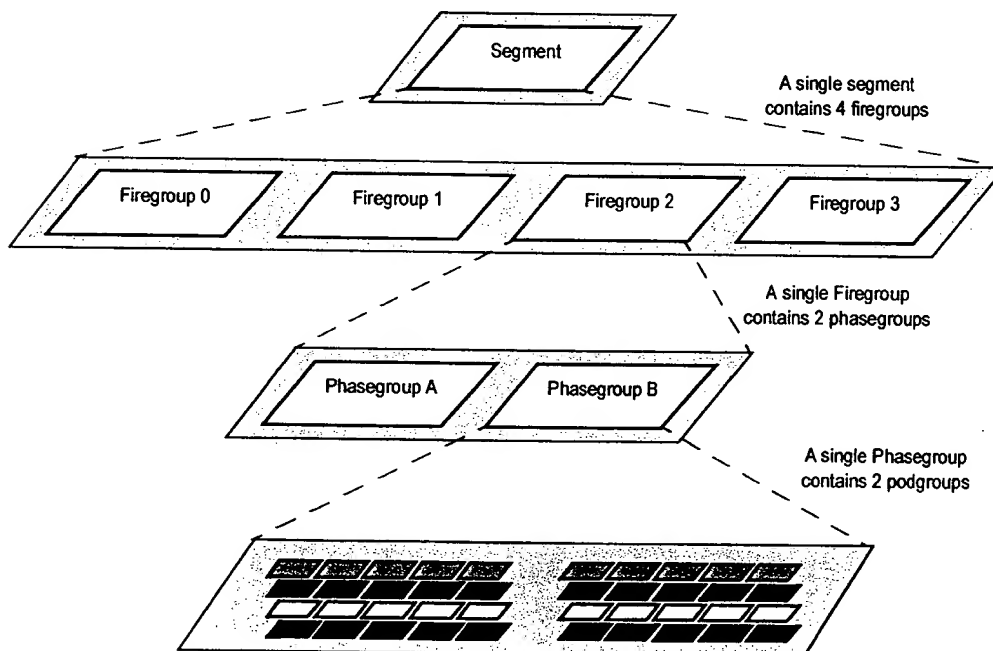 Segment
A single segment
contains 4 firegroups
Firegroup 0
Firegroup 1
Firegroup 2
Firegroup 3
A single Firegroup
contains 2 phasegroups
Phasegroup A
Phasegroup B
A single Phasegroup
contains 2 podgroups